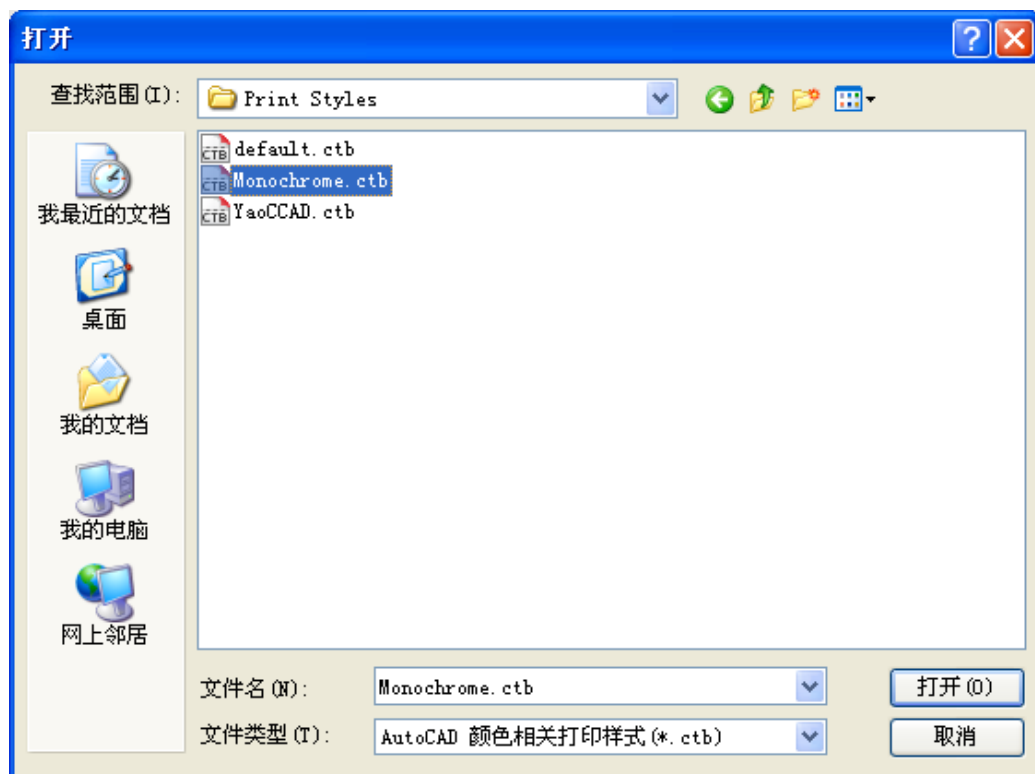 打开
查找范围(I):
Print Styles
default.ctb
Monochrome.ctb
YaoCCAD.ctb
我最近的文档
桌面
我的文档
我的电脑
网上邻居
文件名(N):
Monochrome.ctb
打开(O)
文件类型(T):
AutoCAD 颜色相关打印样式(*.ctb)
取消